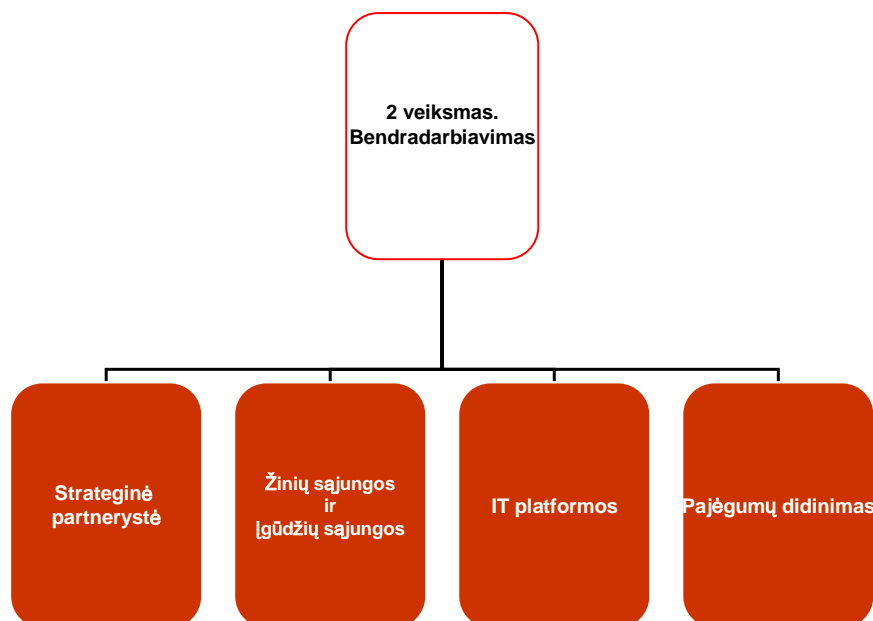 2 veiksmas.
Bendradarbiavimas
Strateginė
partnerystė
Žinių sąjungos
ir
Įgūdžių sąjungos
IT platformos
Pajėgumų didinimas